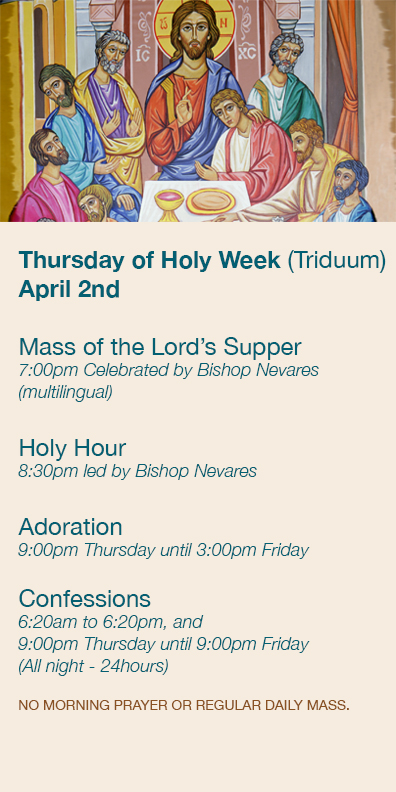 IC XC
Thursday of Holy Week (Triduum)
April 2nd
Mass of the Lord's Supper
7:00pm Celebrated by Bishop Nevares
(multilingual)
Holy Hour
8:30pm led by Bishop Nevares
Adoration
9:00pm Thursday until 3:00pm Friday
Confessions
6:20am to 6:20pm, and
9:00pm Thursday until 9:00pm Friday
(All night - 24hours)
NO MORNING PRAYER OR REGULAR DAILY MASS.